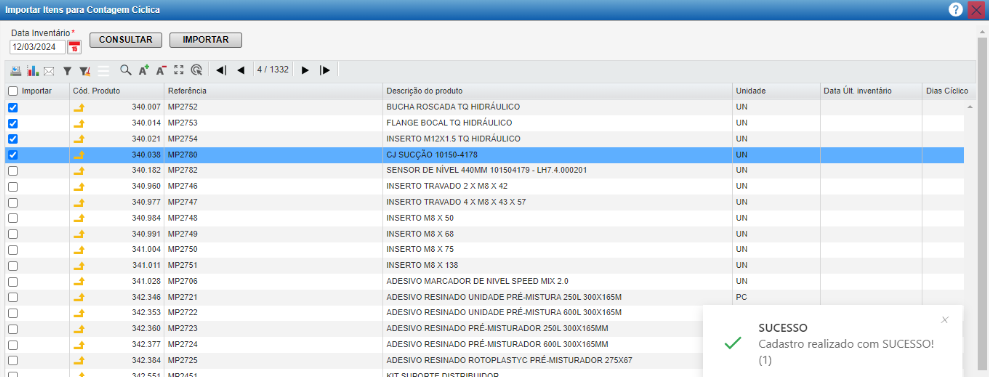 Importar Itens para Contagem Cíclica
Data Inventário*
12/03/2024
CONSULTAR
IMPORTAR
4 / 1332
Importar Cód. Produto Referência Descrição do produto Unidade Data Últ. inventário Dias Cíclico
340.007 MP2752 BUCHA ROSCADA TQ HIDRÁULICO UN
340.014 MP2753 FLANGE BOCAL TQ HIDRÁULICO UN
340.021 MP2754 INSERTO M12X1.5 TQ HIDRÁULICO UN
340.038 MP2780 CJ SUCÇÃO 10150-4178 UN
340.182 MP2782 SENSOR DE NÍVEL 440MM 101504179 - LH7.4.000201 UN
340.960 MP2746 INSERTO TRAVADO 2 X M8 X 42 UN
340.977 MP2747 INSERTO TRAVADO 4 X M8 X 43 X 57 UN
340.984 MP2748 INSERTO M8 X 50 UN
340.991 MP2749 INSERTO M8 X 68 UN
341.004 MP2750 INSERTO M8 X 75 UN
341.011 MP2751 INSERTO M8 X 138 UN
341.028 MP2706 ADESIVO MARCADOR DE NIVEL SPEED MIX 2.0 UN
342.346 MP2721 ADESIVO RESINADO UNIDADE PRÉ-MISTURA 250L 300X165M PC
342.353 MP2722 ADESIVO RESINADO UNIDADE PRÉ-MISTURA 600L 300X165M
342.360 MP2723 ADESIVO RESINADO PRÉ-MISTURADOR 250L 300X165MM
342.377 MP2724 ADESIVO RESINADO PRÉ-MISTURADOR 600L 300X165MM
342.384 MP2725 ADESIVO RESINADO ROTOPLASTYC PRÉ-MISTURADOR 275X67
342.551 MP2451 KIT SUPORTE DISTRIBUIDOR
SUCESSO
Cadastro realizado com SUCESSO!
(1)